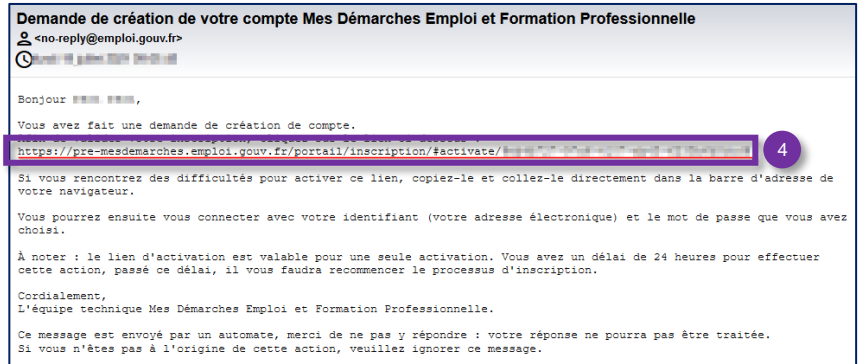 Demande de création de votre compte Mes Démarches Emploi et Formation Professionnelle
<no-reply@emploi.gouv.fr>
Bonjour
Vous avez fait une demande de création de compte.
https://pre-mesdemarches.emploi.gouv.fr/portail/inscription/#activate/
4
Si vous rencontrez des difficultés pour activer ce lien, copiez-le et collez-le directement dans la barre d'adresse de
votre navigateur.
Vous pourrez ensuite vous connecter avec votre identifiant (votre adresse électronique) et le mot de passe que vous avez
choisi.
À noter : le lien d'activation est valable pour une seule activation. Vous avez un délai de 24 heures pour effectuer
cette action, passé ce délai, il vous faudra recommencer le processus d'inscription.
Cordialement,
L'équipe technique Mes Démarches Emploi et Formation Professionnelle.
Ce message est envoyé par un automate, merci de ne pas y répondre : votre réponse ne pourra pas être traitée.
Si vous n'êtes pas à l'origine de cette action, veuillez ignorer ce message.